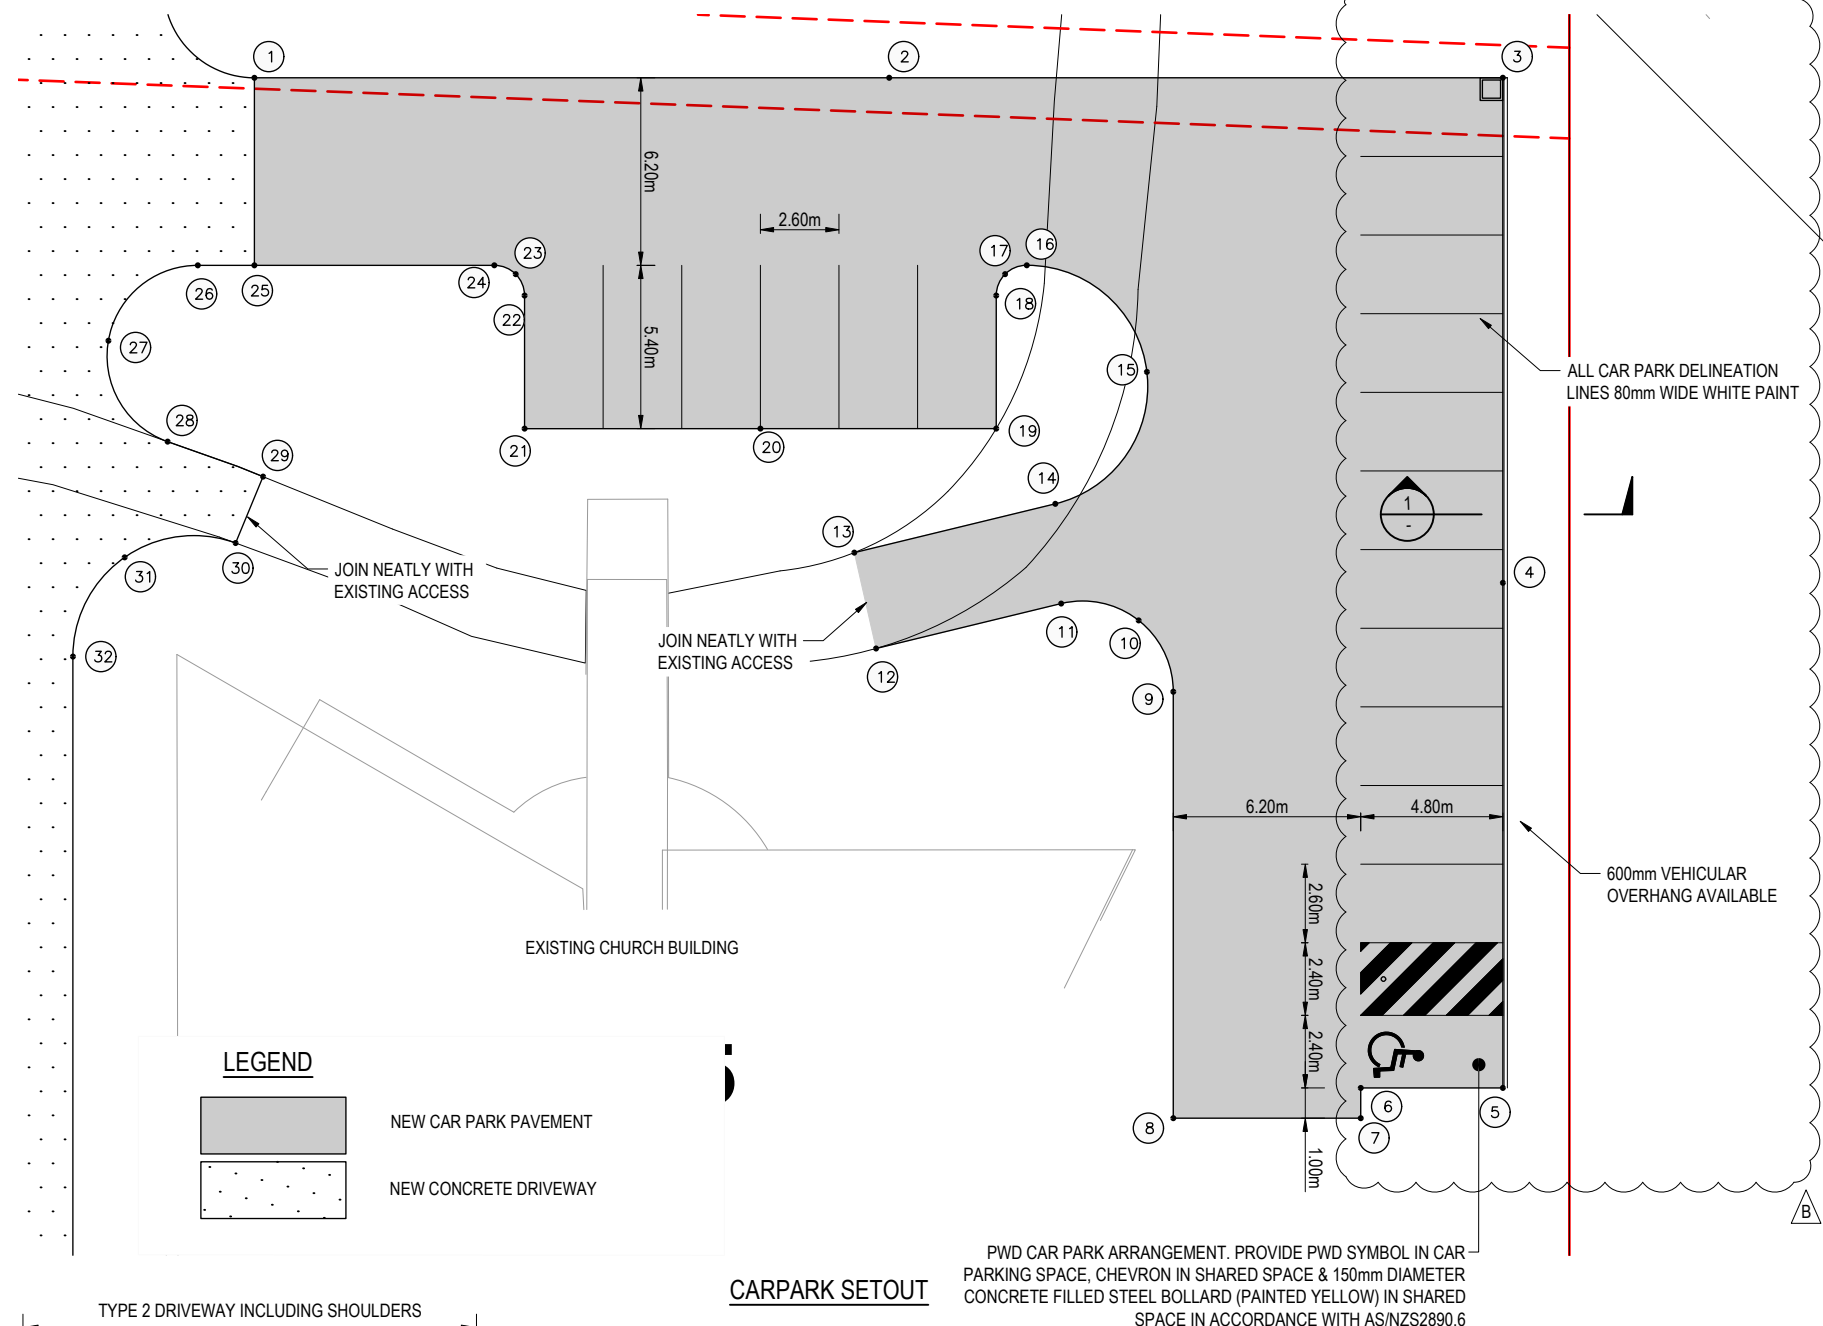 1
2
3
6.20m
2.60m
23
17
16
24
26
25
22
18
5.40m
27
15
ALL CAR PARK DELINEATION
LINES 80mm WIDE WHITE PAINT
28
29
21
20
19
14
1
-
13
30
31
JOIN NEATLY WITH
EXISTING ACCESS
4
11
10
JOIN NEATLY WITH
EXISTING ACCESS
32
12
9
6.20m
4.80m
600mm VEHICULAR
OVERHANG AVAILABLE
2.60m
EXISTING CHURCH BUILDING
2.40m
2.40m
LEGEND
NEW CAR PARK PAVEMENT
NEW CONCRETE DRIVEWAY
6
5
8
7
1.00m
B
PWD CAR PARK ARRANGEMENT. PROVIDE PWD SYMBOL IN CAR
PARKING SPACE, CHEVRON IN SHARED SPACE & 150mm DIAMETER
CONCRETE FILLED STEEL BOLLARD (PAINTED YELLOW) IN SHARED
SPACE IN ACCORDANCE WITH AS/NZS2890.6
CARPARK SETOUT
TYPE 2 DRIVEWAY INCLUDING SHOULDERS